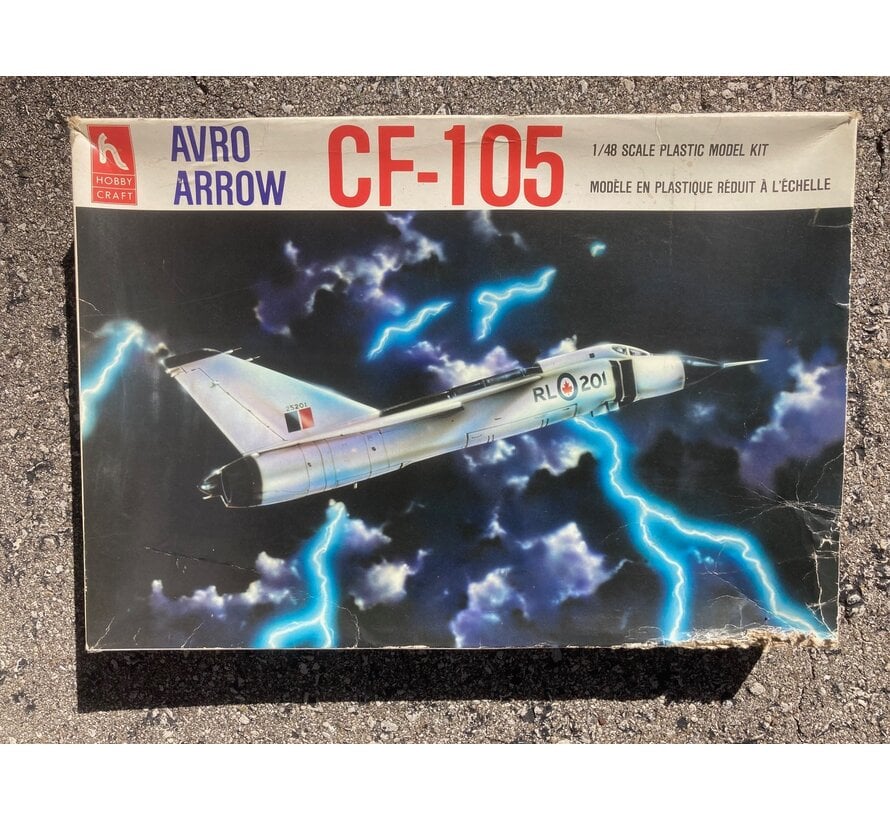 h
HOBBY
CRAFT
AVRO
ARROW
CF-105
1/48 SCALE PLASTIC MODEL KIT
MODÈLE EN PLASTIQUE RÉDUIT À L'ÉCHELLE
25201
RL 201